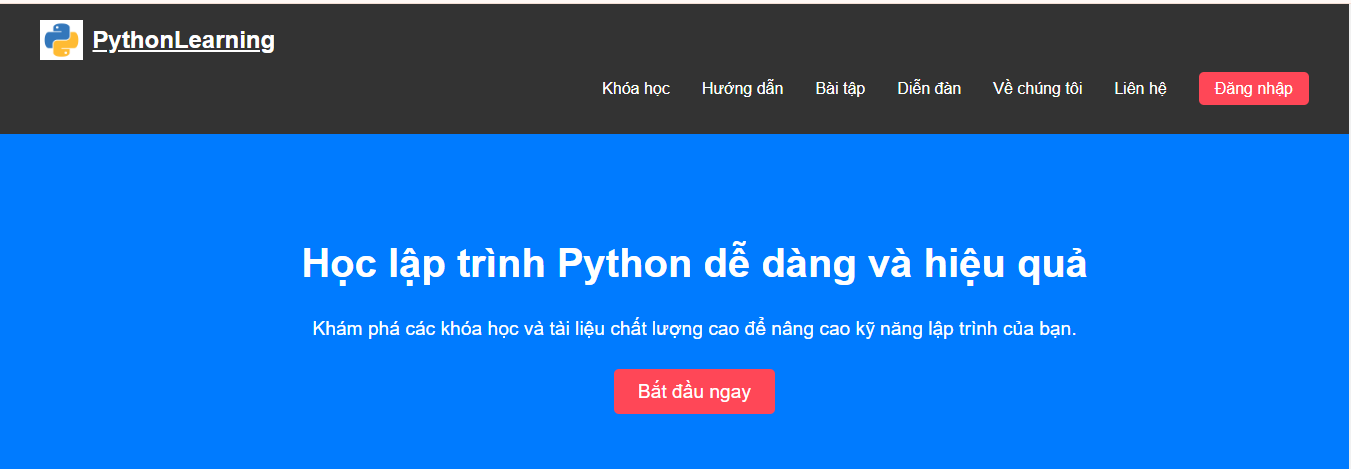 PythonLearning
Khóa học Hướng dẫn Bài tập Diễn đàn Về chúng tôi Liên hệ Đăng nhập
Học lập trình Python dễ dàng và hiệu quả
Khám phá các khóa học và tài liệu chất lượng cao để nâng cao kỹ năng lập trình của bạn.
Bắt đầu ngay